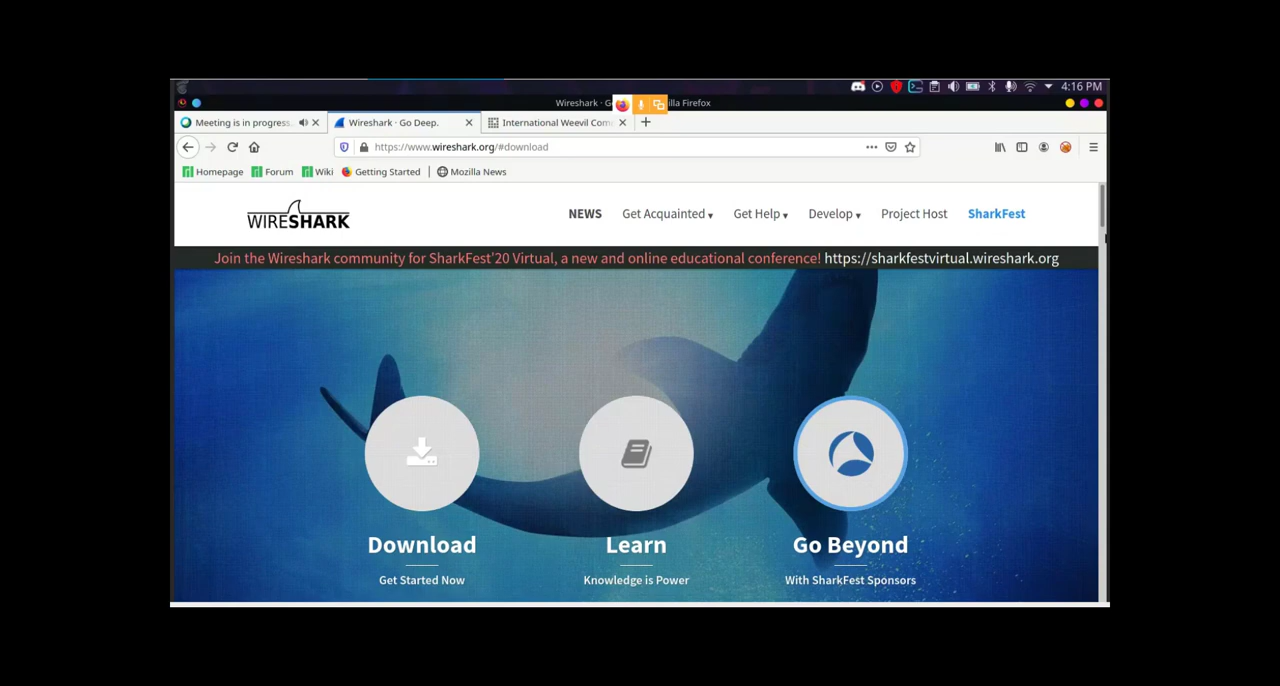 4:16 PM
Wireshark · G
illa Firefox
Meeting is in progress.
Wireshark · Go Deep.
International Weevil Com
https://www.wireshark.org/#download
Homepage
Forum
Wiki
Getting Started
Mozilla News
WIRESHARK
NEWS
Get Acquainted
Get Help
Develop
Project Host
SharkFest
Join the Wireshark community for SharkFest'20 Virtual, a new and online educational conference! https://sharkfestvirtual.wireshark.org
Download
Learn
Go Beyond
Get Started Now
Knowledge is Power
With SharkFest Sponsors